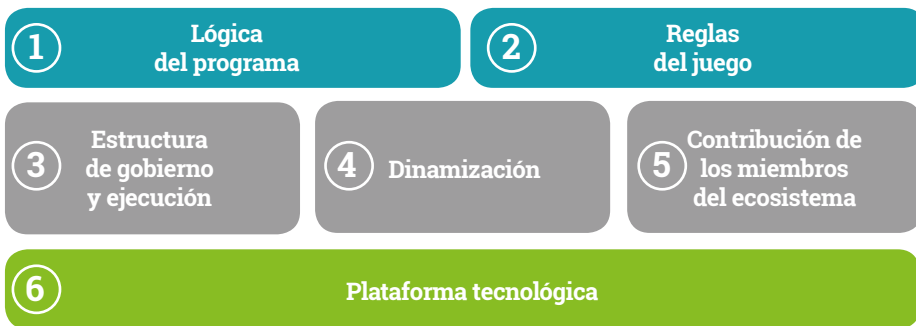 1
Lógica
del programa
2
Reglas
del juego
3
Estructura
de gobierno
y ejecución
4
Dinamización
5
Contribución de
los miembros
del ecosistema
6
Plataforma tecnológica